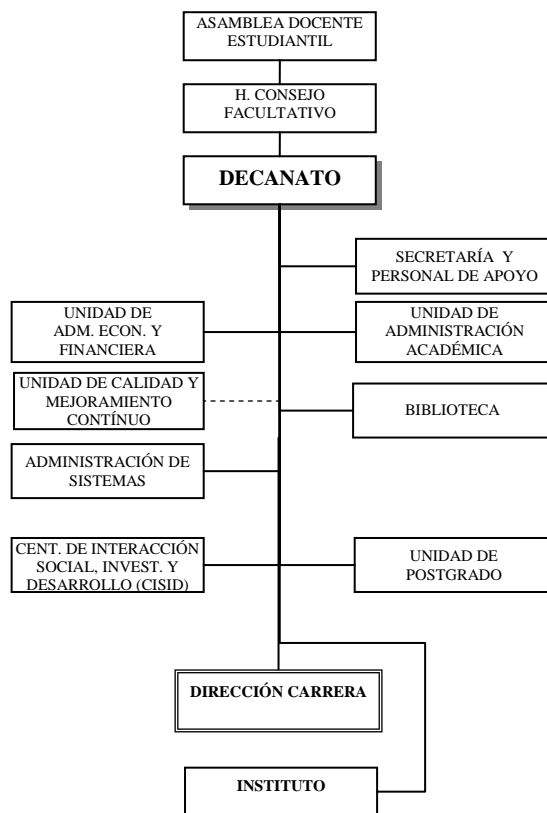 ASAMBLEA DOCENTE
ESTUDIANTIL
H. CONSEJO
FACULTATIVO
DECANATO
SECRETARÍA Y
PERSONAL DE APOYO
UNIDAD DE
ADM. ECON. Y
FINANCIERA
UNIDAD DE
ADMINISTRACIÓN
ACADÉMICA
UNIDAD DE CALIDAD Y
MEJORAMIENTO
CONTÍNUO
BIBLIOTECA
ADMINISTRACIÓN DE
SISTEMAS
CENT. DE INTERACCIÓN
SOCIAL, INVEST. Y
DESARROLLO (CISID)
UNIDAD DE
POSTGRADO
DIRECCIÓN CARRERA
INSTITUTO